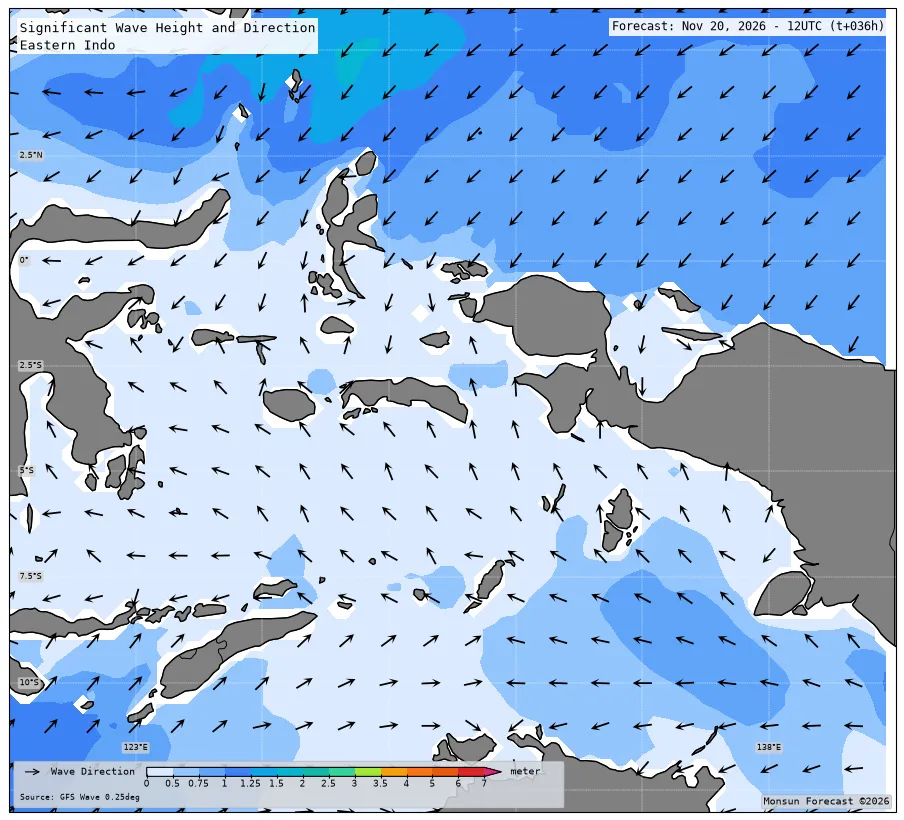 Significant Wave Height and Direction
Eastern Indo
Forecast: Nov 20, 2026 - 12UTC (t+036h)
2.5°N
0°
2.5°S
5°S
7.5°S
10°S
123°E
138°E
Wave Direction
meter
0 0.5 0.75 1 1.25 1.5 2 2.5 3 3.5 4 5 6 7
Source: GFS Wave 0.25deg
Monsun Forecast ©2026